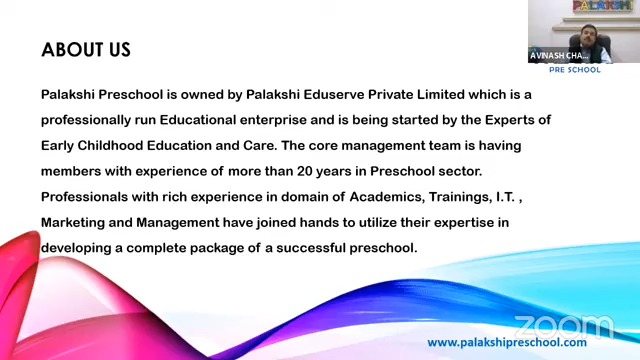 PALAKSHI
ABOUT US
AVINASH CHA...
PRE SCHOOL
Palakshi Preschool is owned by Palakshi Eduserve Private Limited which is a
professionally run Educational enterprise and is being started by the Experts of
Early Childhood Education and Care. The core management team is having
members with experience of more than 20 years in Preschool sector.
Professionals with rich experience in domain of Academics, Trainings, I.T. ,
Marketing and Management have joined hands to utilize their expertise in
developing a complete package of a successful preschool.
zoom
www.palakshipreschool.com